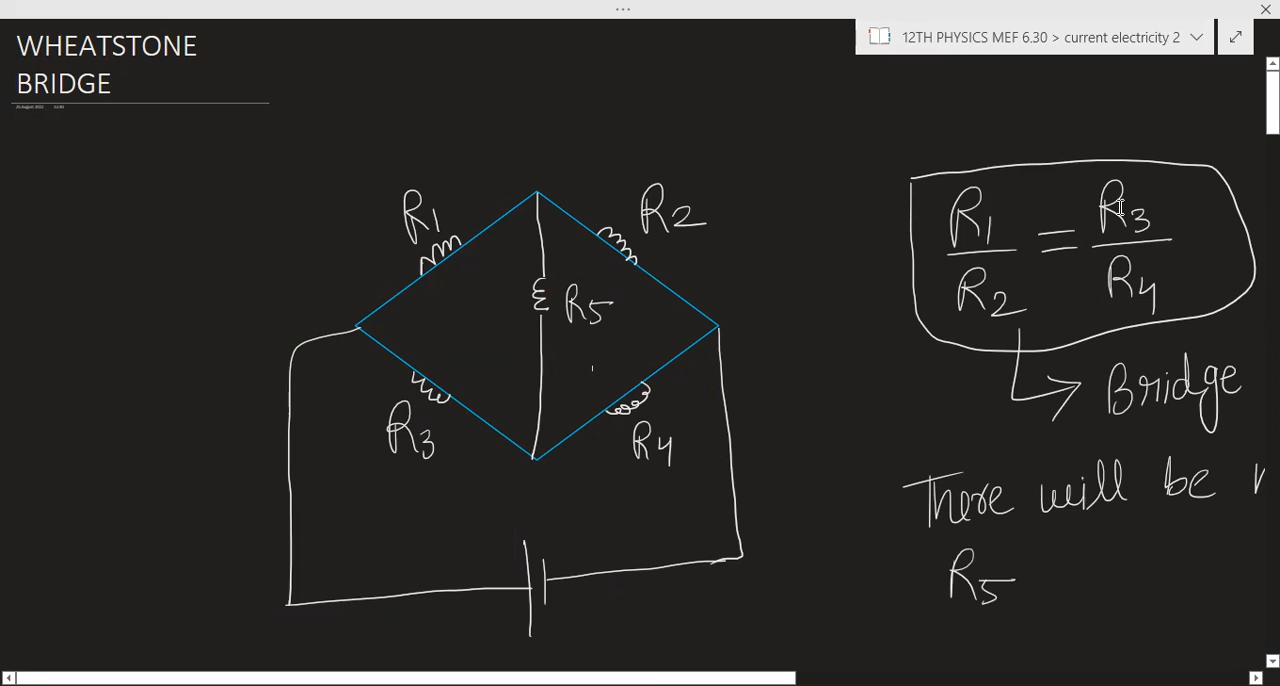 12TH PHYSICS MEF 6.30 > current electricity 2
WHEATSTONE
BRIDGE
R1
R2
R5
R3
R4
R1 = R3
R2 R4
Bridge
There will be
R5